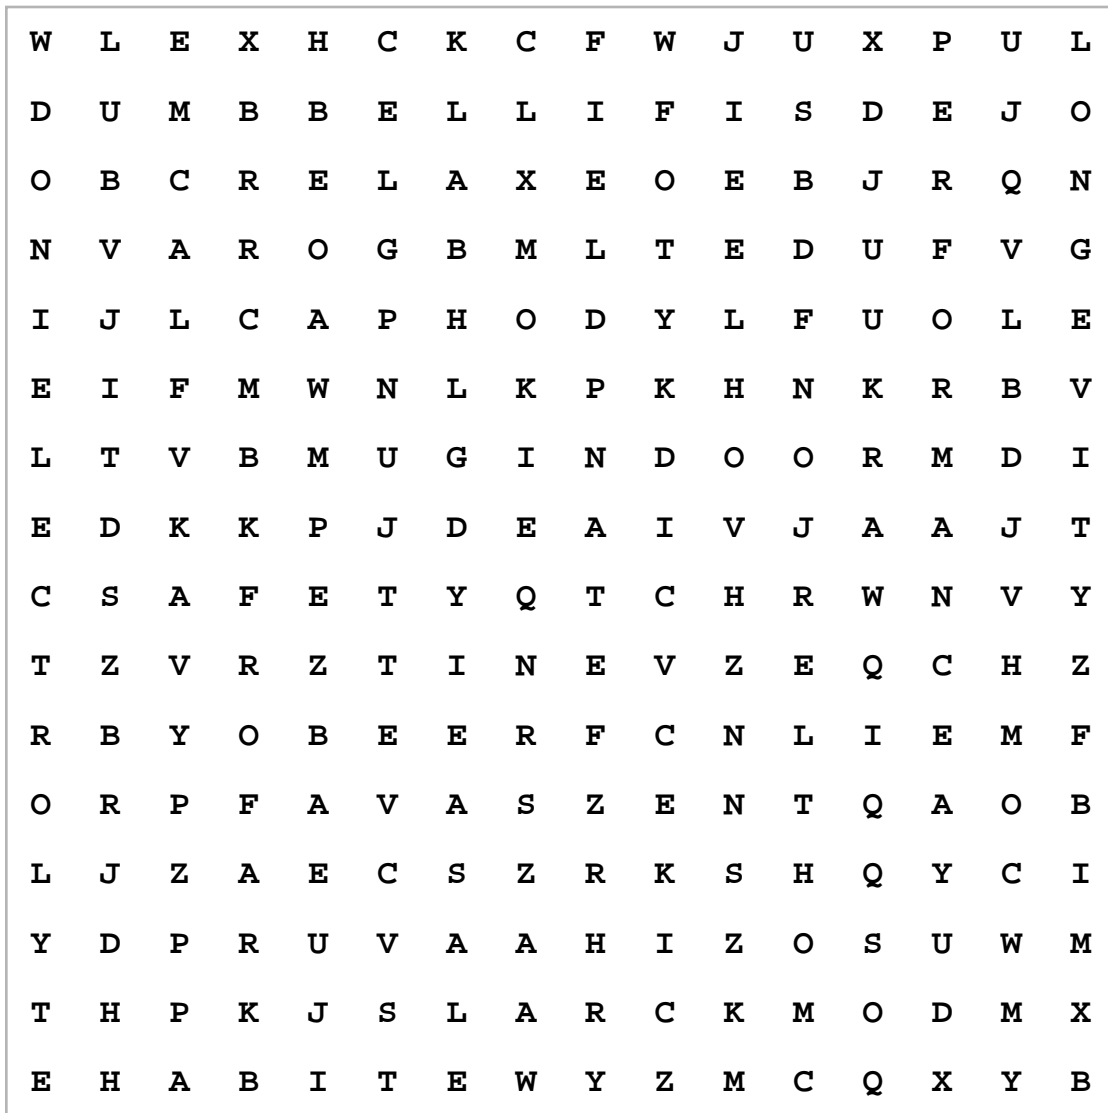 W L E X H C K C F W J U X P U L
D U M B B E L L I F I S D E J O
O B C R E L A X E O E B J R Q N
N V A R O G B M L T E D U F V G
I J L C A P H O D Y L F U O L E
E I F M W N L K P K H N K R B V
L T V B M U G I N D O O R M D I
E D K K P J D E A I V J A A J T
C S A F E T Y Q T C H R W N V Y
T Z V R Z T I N E V Z E Q C H Z
R B Y O B E E R F C N L I E M F
O R P F A V A S Z E N T Q A O B
L J Z A E C S Z R K S H Q Y C I
Y D P R U V A A H I Z O S U W M
T H P K J S L A R C K M O D M X
E H A B I T E W Y Z M C Q X Y B